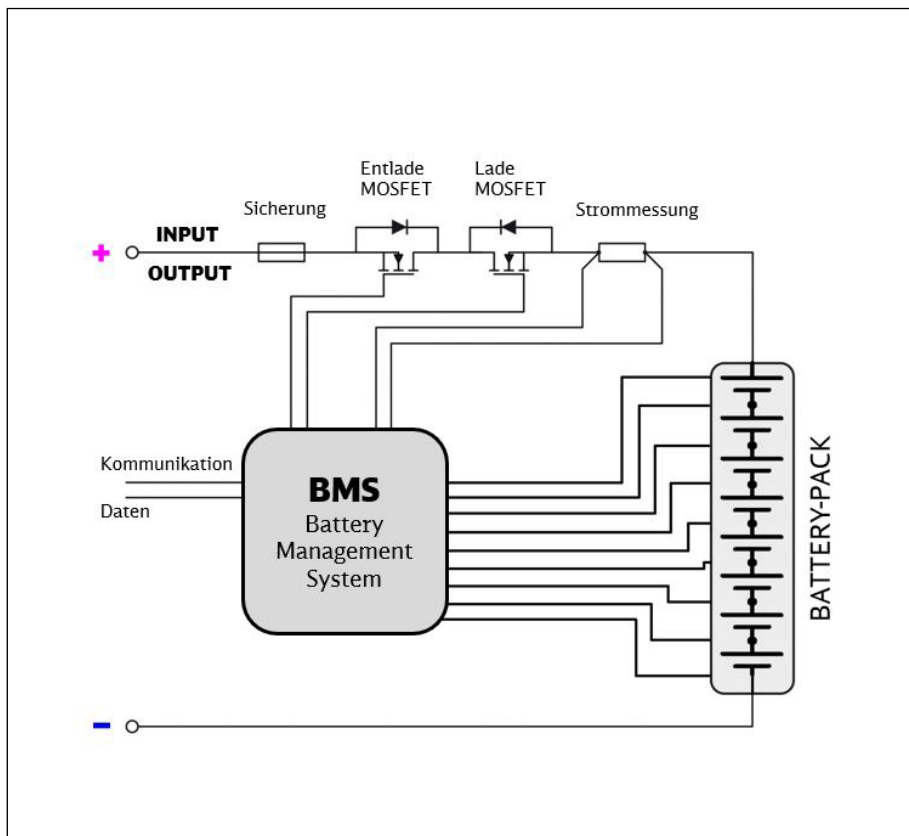 Entlade
MOSFET
Lade
MOSFET
Sicherung
Strommessung
+
INPUT
OUTPUT
Kommunikation
Daten
BMS
Battery
Management
System
BATTERY-PACK
-